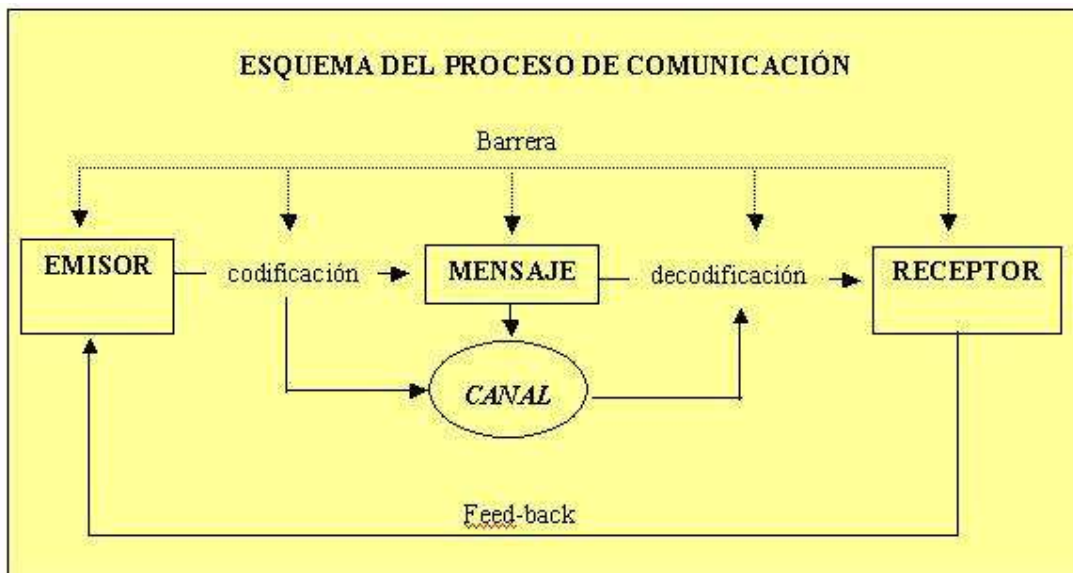 ESQUEMA DEL PROCESO DE COMUNICACIÓN
Barrera
EMISOR
codificación
MENSAJE
decodificación
RECEPTOR
CANAL
Feed-back